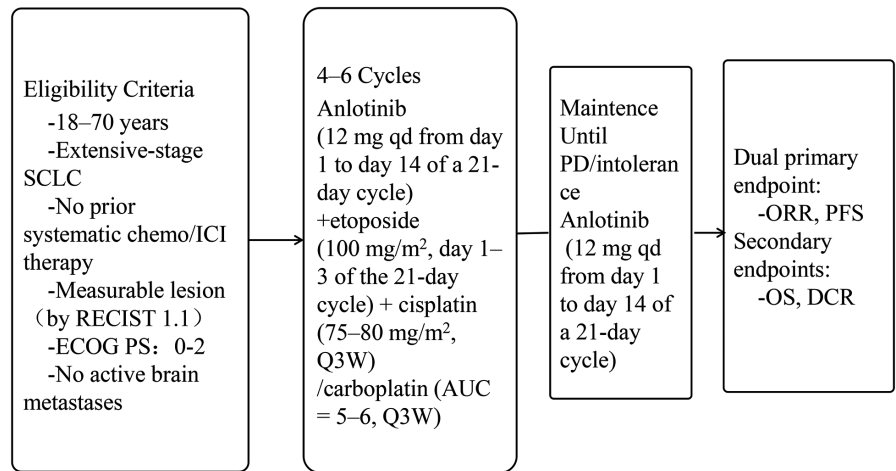 Eligibility Criteria
-18–70 years
-Extensive-stage
SCLC
-No prior
systematic chemo/ICI
therapy
-Measurable lesion
（by RECIST 1.1）
-ECOG PS：0-2
-No active brain
metastases
4–6 Cycles
Anlotinib
(12 mg qd from day
1 to day 14 of a 21-
day cycle)
+etoposide
(100 mg/m², day 1–
3 of the 21-day
cycle) + cisplatin
(75–80 mg/m²,
Q3W)
/carboplatin (AUC
= 5–6, Q3W)
Maintence
Until
PD/intoleran
ce
Anlotinib
(12 mg qd
from day 1
to day 14 of
a 21-day
cycle)
Dual primary
endpoint:
-ORR, PFS
Secondary
endpoints:
-OS, DCR